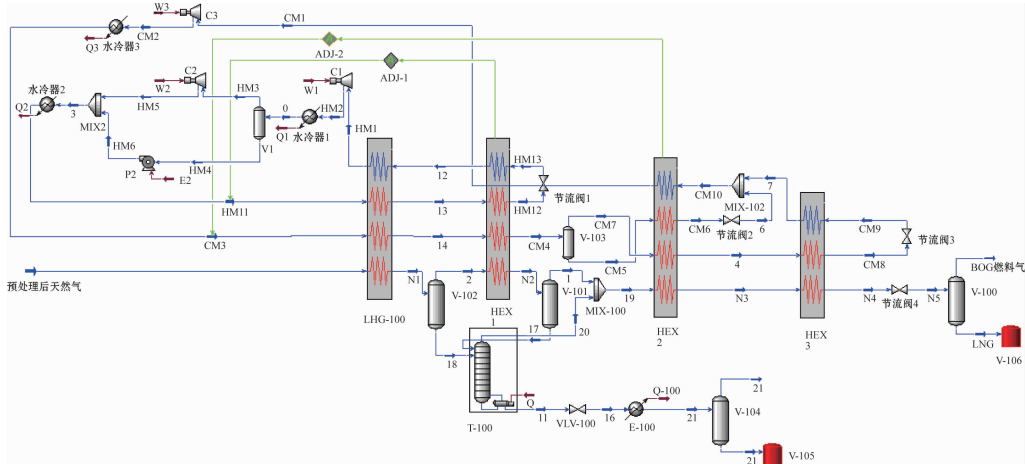 W3
C3
CM1
CM2
Q3
水冷器3
ADJ-2
ADJ-1
C2
C1
W2
W1
水冷器2
HM3
0
HM2
Q2
3
HM5
MIX2
Q1
水冷器1
HM1
V1
HM6
HM4
P2
E2
12
HM13
节流阀1
CM10
7
MIX-102
HM11
13
HM12
CM7
CM6
节流阀2
6
CM9
节流阀3
CM3
14
CM4
V-103
CM5
4
CM8
BOG燃料气
预处理后天然气
N1
2
N2
1
V-102
V-101
19
MIX-100
N3
N4
节流阀4
N5
V-100
LHG-100
HEX
1
HEX
2
HEX
3
LNG
V-106
17
20
18
Q
T-100
11
VLV-100
16
E-100
Q-100
21
21
V-104
21
V-105